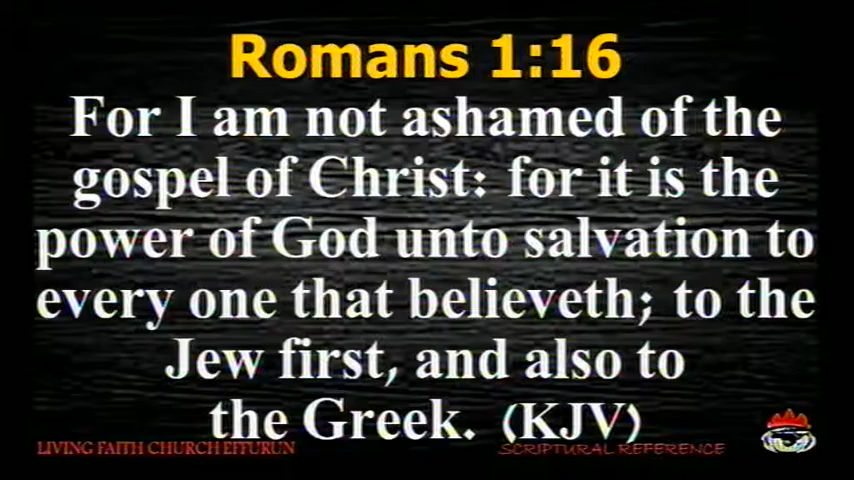 Romans 1:16
For I am not ashamed of the
gospel of Christ: for it is the
power of God unto salvation to
every one that believeth; to the
Jew first, and also to
the Greek. (KJV)
LIVING FAITH CHURCH EFFURUN
SCRIPTURAL REFERENCE